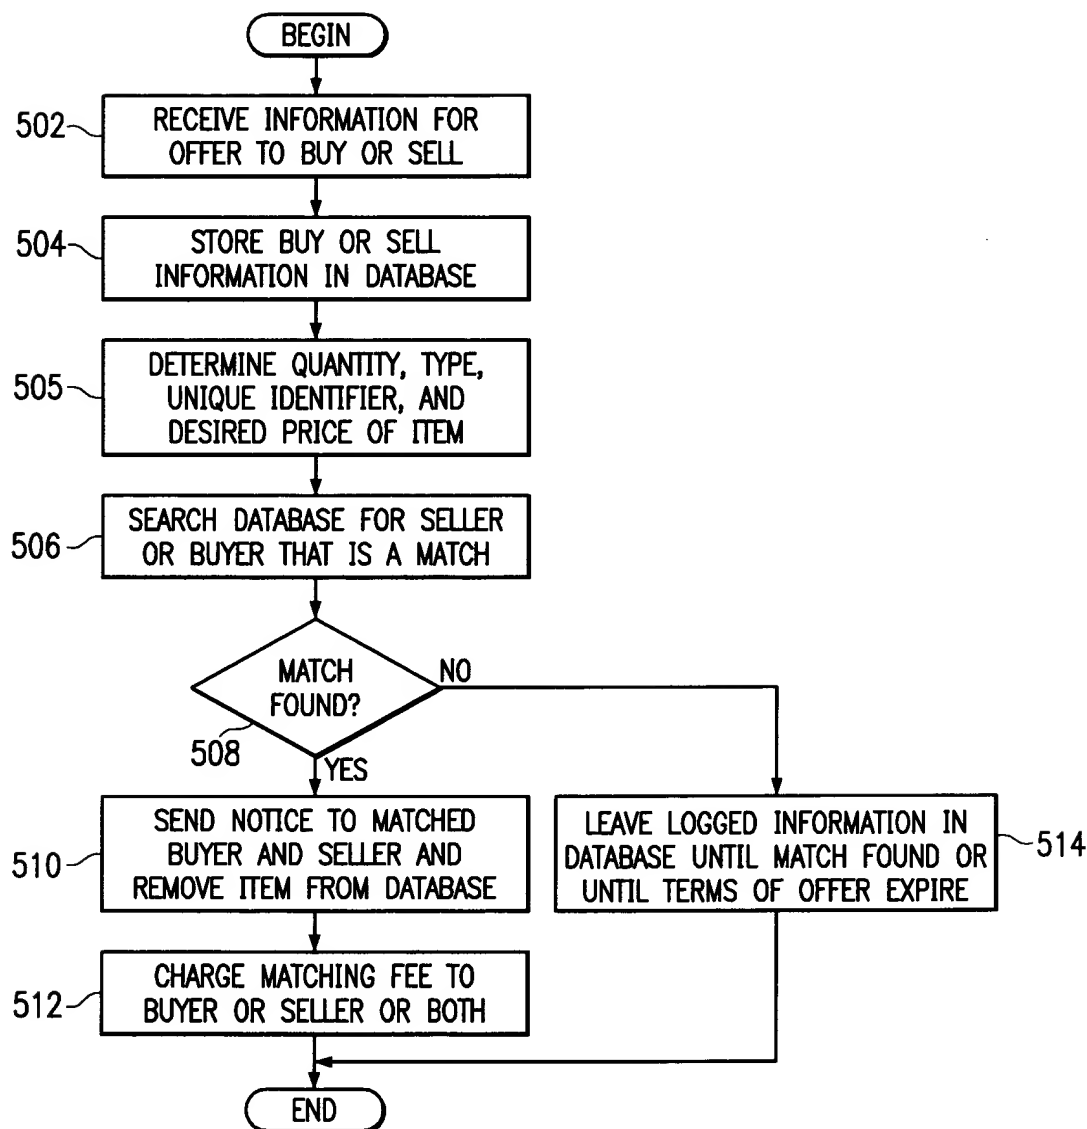 BEGIN
502
RECEIVE INFORMATION FOR
OFFER TO BUY OR SELL
504
STORE BUY OR SELL
INFORMATION IN DATABASE
505
DETERMINE QUANTITY, TYPE,
UNIQUE IDENTIFIER, AND
DESIRED PRICE OF ITEM
506
SEARCH DATABASE FOR SELLER
OR BUYER THAT IS A MATCH
MATCH
FOUND?
508
NO
YES
510
SEND NOTICE TO MATCHED
BUYER AND SELLER AND
REMOVE ITEM FROM DATABASE
LEAVE LOGGED INFORMATION IN
DATABASE UNTIL MATCH FOUND OR
UNTIL TERMS OF OFFER EXPIRE
514
512
CHARGE MATCHING FEE TO
BUYER OR SELLER OR BOTH
END